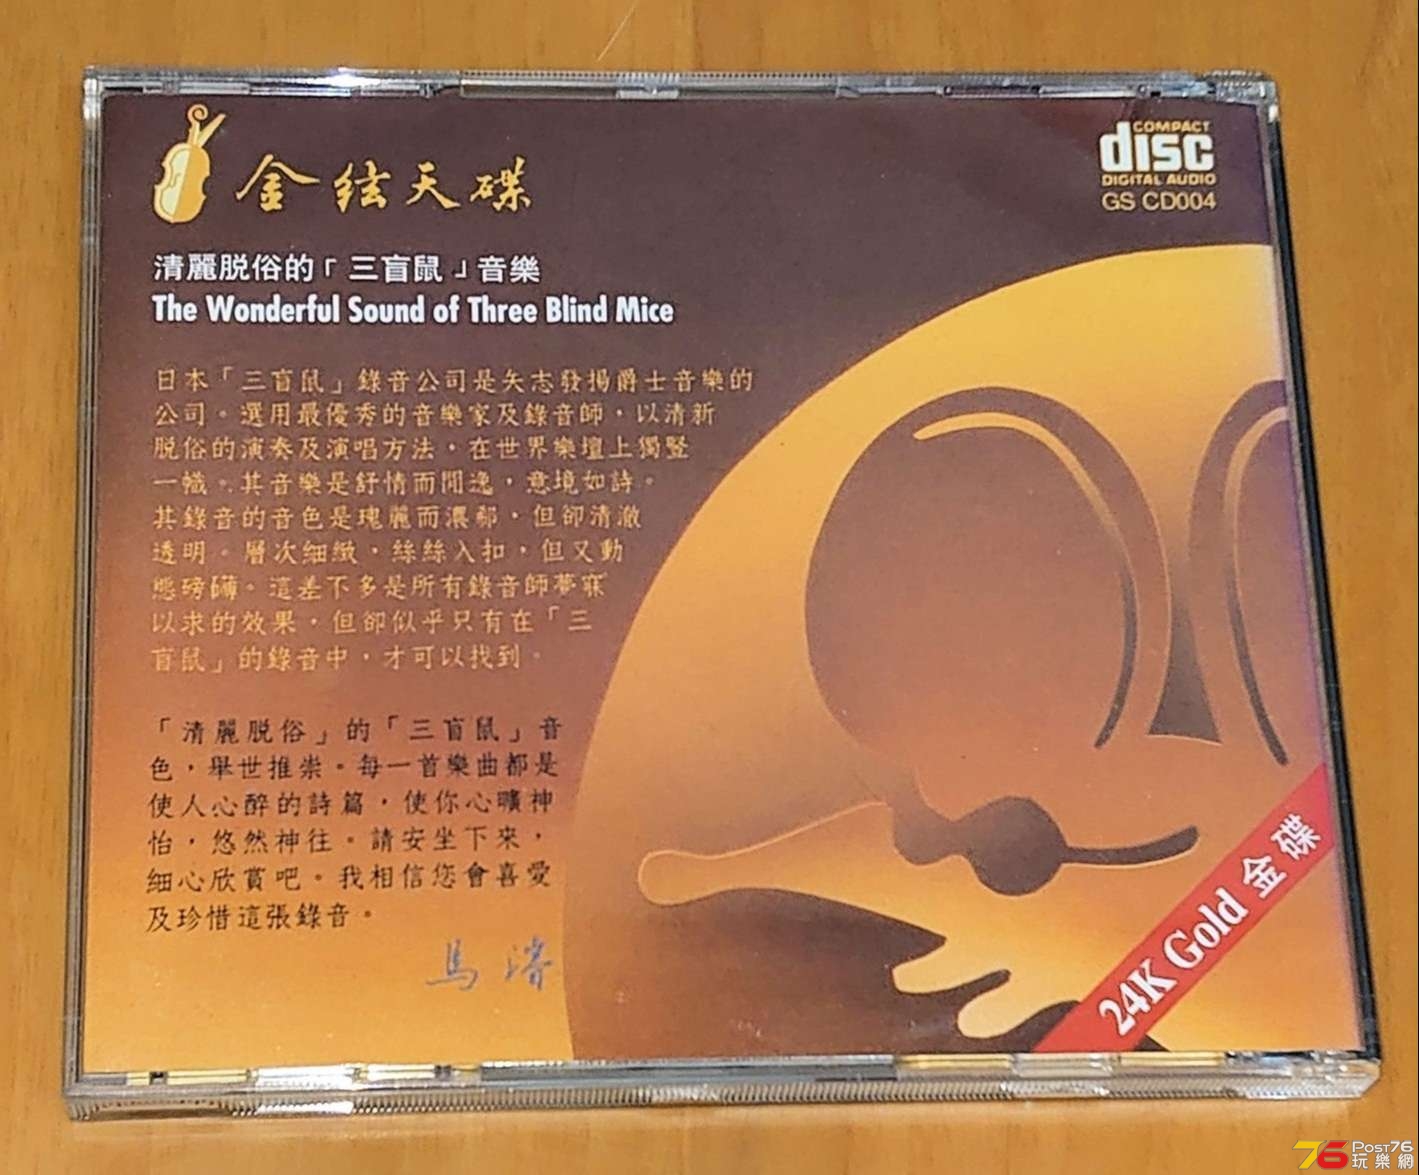 金絃天碟
COMPACT
disc
DIGITAL AUDIO
GS CD004
清麗脱俗的「三盲鼠」音樂
The Wonderful Sound of Three Blind Mice
日本「三盲鼠」錄音公司是矢志發揚爵士音樂的
公司。選用最優秀的音樂家及錄音師，以清新
脱俗的演奏及演唱方法，在世界樂壇上獨豎
一幟。其音樂是舒情而閒逸，意境如詩。
其錄音的音色是瑰麗而濃郁，但卻清澈
透明。層次細緻，絲絲入扣，但又動
態磅礴。這差不多是所有錄音師夢寐
以求的效果，但卻似乎只有在「三
盲鼠」的錄音中，才可以找到。
「清麗脱俗」的「三盲鼠」音
色，舉世推崇。每一首樂曲都是
使人心醉的詩篇，使你心曠神
怡，悠然神往。請安坐下來，
細心欣賞吧。我相信您會喜愛
及珍惜這張錄音。
馬濬
24K Gold 金碟
76 POST76
玩樂網